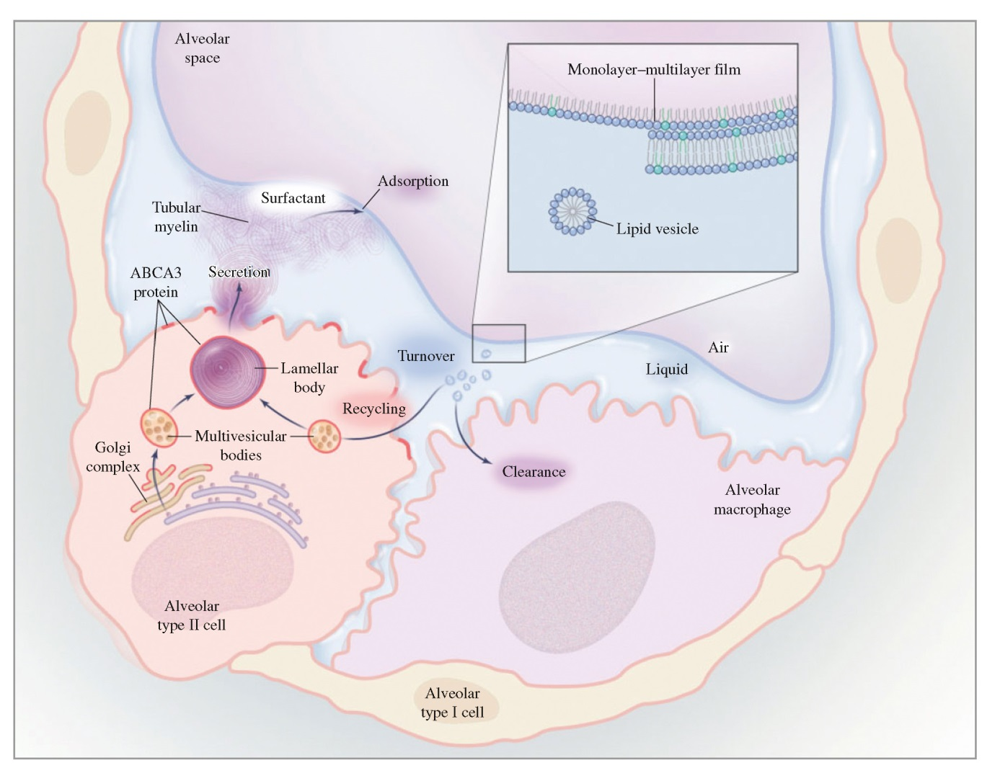 Alveolar
space
Monolayer–multilayer film
Adsorption
Surfactant
Tubular
myelin
Lipid vesicle
ABCA3
protein
Secretion
Turnover
Air
Liquid
Lamellar
body
Recycling
Multivesicular
bodies
Golgi
complex
Clearance
Alveolar
macrophage
Alveolar
type II cell
Alveolar
type I cell